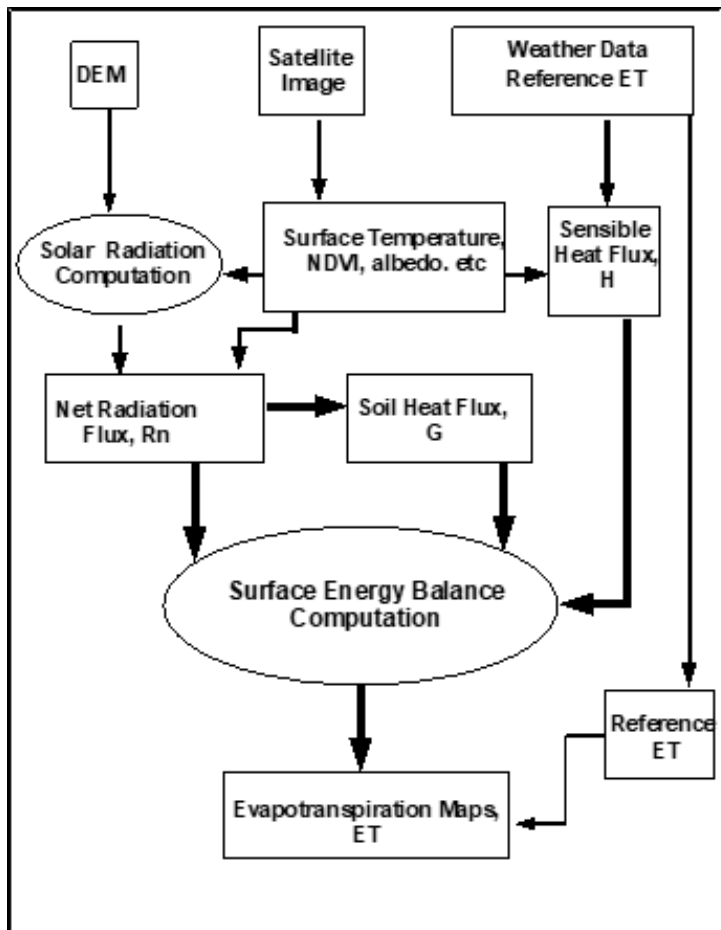 DEM
Satellite
Image
Weather Data
Reference ET
Solar Radiation
Computation
Surface Temperature,
NDVI, albedo. etc
Sensible
Heat Flux,
H
Net Radiation
Flux, Rn
Soil Heat Flux,
G
Surface Energy Balance
Computation
Reference
ET
Evapotranspiration Maps,
ET